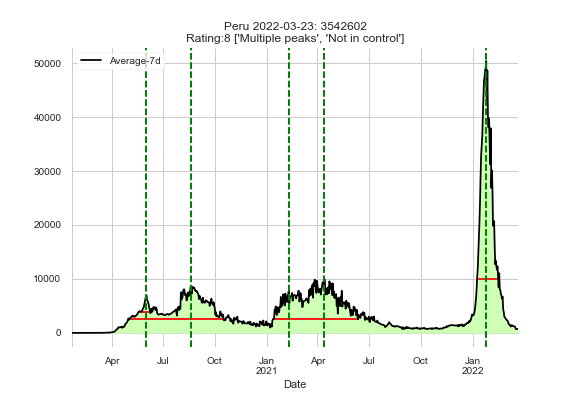 Peru 2022-03-23: 3542602
Rating:8 ['Multiple peaks', 'Not in control']
Average-7d
50000
40000
30000
20000
10000
0
Apr Jul Oct Jan Apr Jul Oct Jan
2021 2022
Date